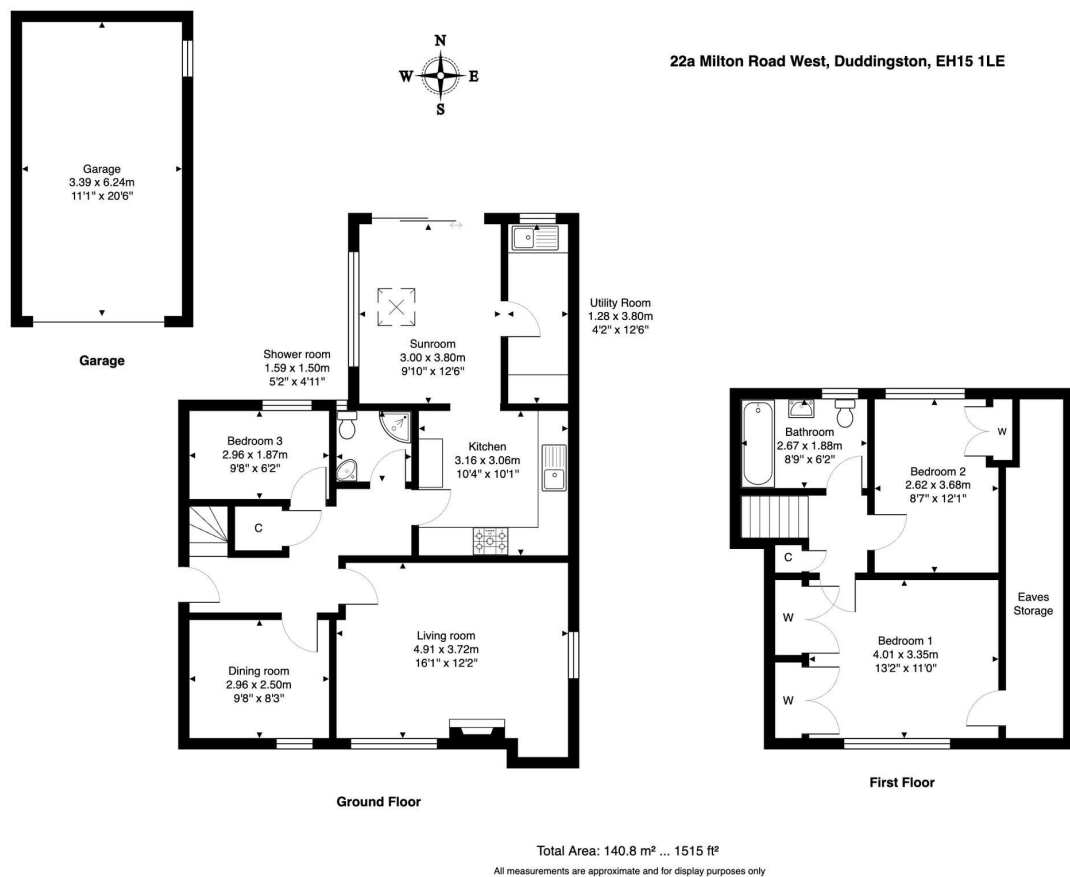 22a Milton Road West, Duddingston, EH15 1LE
N
W
E
S
Garage
3.39 x 6.24m
11'1" x 20'6"
Garage
Shower room
1.59 x 1.50m
5'2" x 4'11"
Sunroom
3.00 x 3.80m
9'10" x 12'6"
Utility Room
1.28 x 3.80m
4'2" x 12'6"
Bedroom 3
2.96 x 1.87m
9'8" x 6'2"
Kitchen
3.16 x 3.06m
10'4" x 10'1"
C
Living room
4.91 x 3.72m
16'1" x 12'2"
Dining room
2.96 x 2.50m
9'8" x 8'3"
Ground Floor
Bathroom
2.67 x 1.88m
8'9" x 6'2"
W
Bedroom 2
2.62 x 3.68m
8'7" x 12'1"
C
Eaves
Storage
W
Bedroom 1
4.01 x 3.35m
13'2" x 11'0"
W
First Floor
Total Area: 140.8 m² ... 1515 ft²
All measurements are approximate and for display purposes only